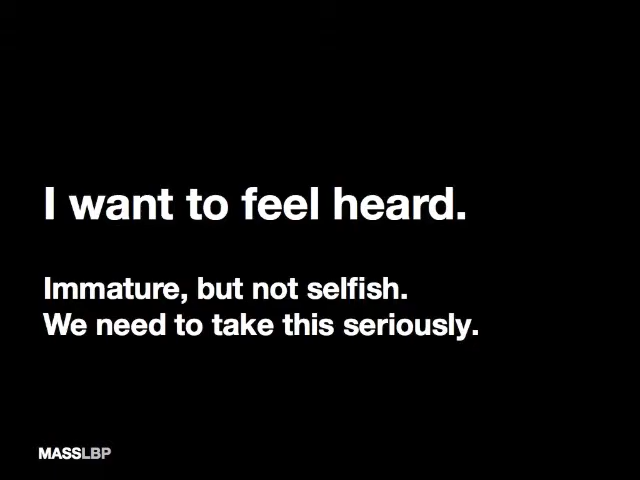 I want to feel heard.
Immature, but not selfish.
We need to take this seriously.
MASSLBP